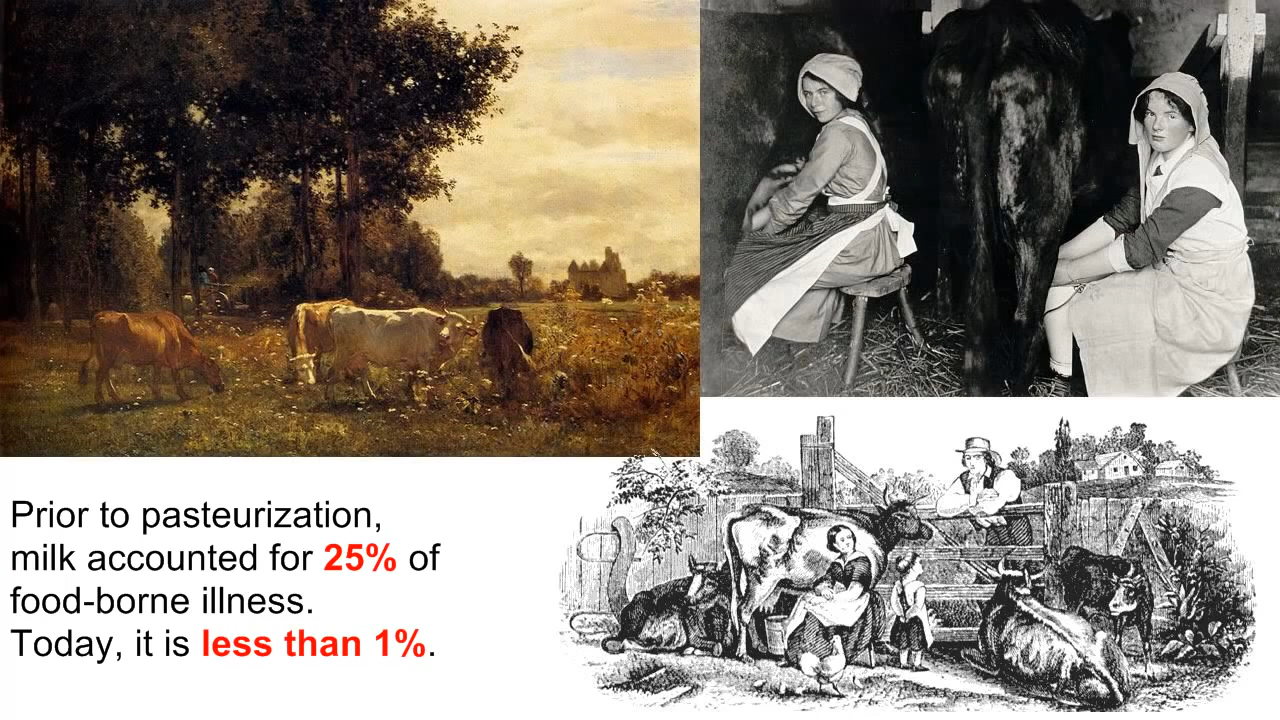 Prior to pasteurization,
milk accounted for 25% of
food-borne illness.
Today, it is less than 1%.